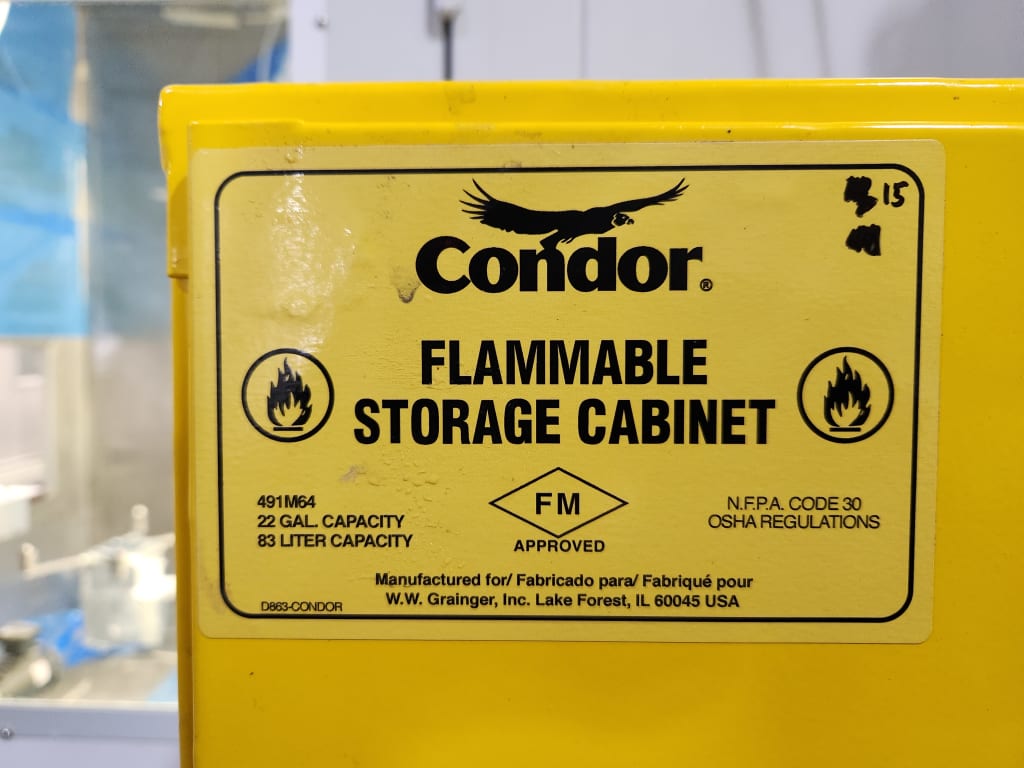 15
Condor®
FLAMMABLE
STORAGE CABINET
491M64
22 GAL. CAPACITY
83 LITER CAPACITY
FM
APPROVED
N.F.P.A. CODE 30
OSHA REGULATIONS
Manufactured for/ Fabricado para/ Fabriqué pour
W.W. Grainger, Inc. Lake Forest, IL 60045 USA
D863-CONDOR